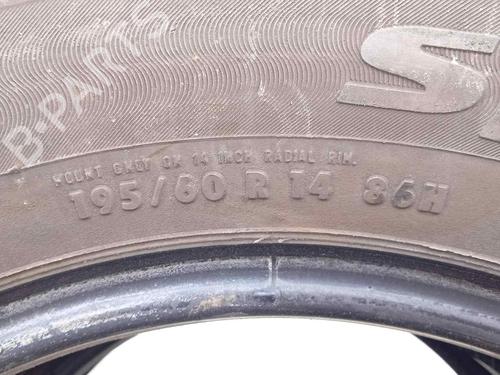 B-PARTS
MOUNT ONLY ON 14 INCH RADIAL RIM.
195/60 R 14 86H